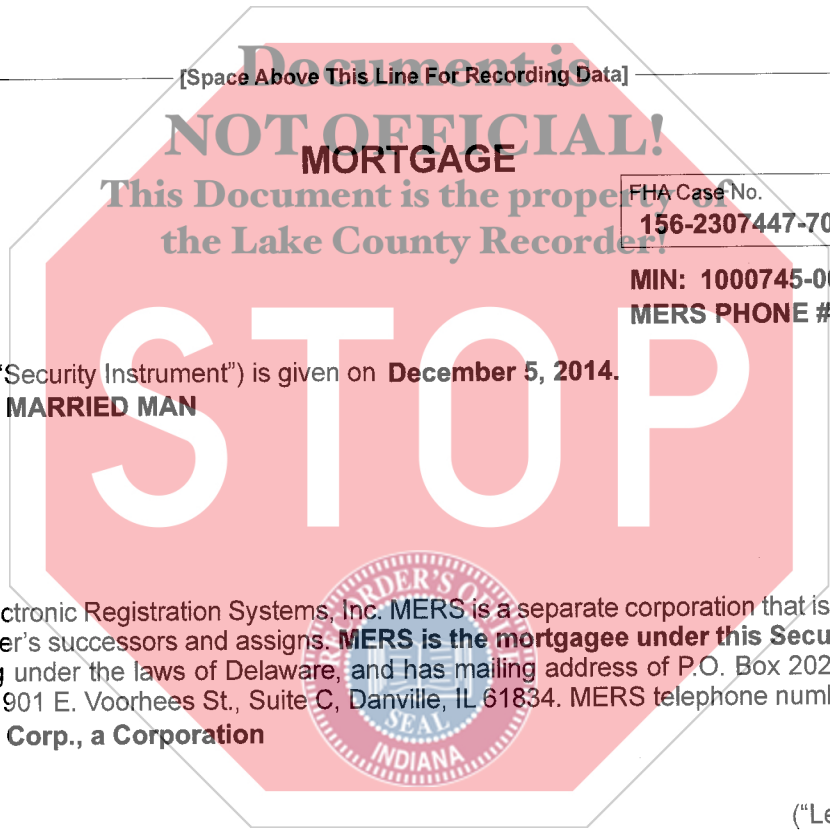 Document is
[Space Above This Line For Recording Data]
NOT OFFICIAL!
MORTGAGE
This Document is the property of
FHA Case No.
156-2307447-70
the Lake County Recorder!
MIN: 1000745-00
MERS PHONE #
STOP
"Security Instrument") is given on December 5, 2014.
MARRIED MAN
RECORDER'S OF THE
ctronic Registration Systems, Inc. MERS is a separate corporation that is
er's successors and assigns. MERS is the mortgagee under this Secu
g under the laws of Delaware, and has mailing address of P.O. Box 202
901 E. Voorhees St., Suite C, Danville, IL 61834. MERS telephone num
SEAL
Corp., a Corporation
INDIANA
("Le